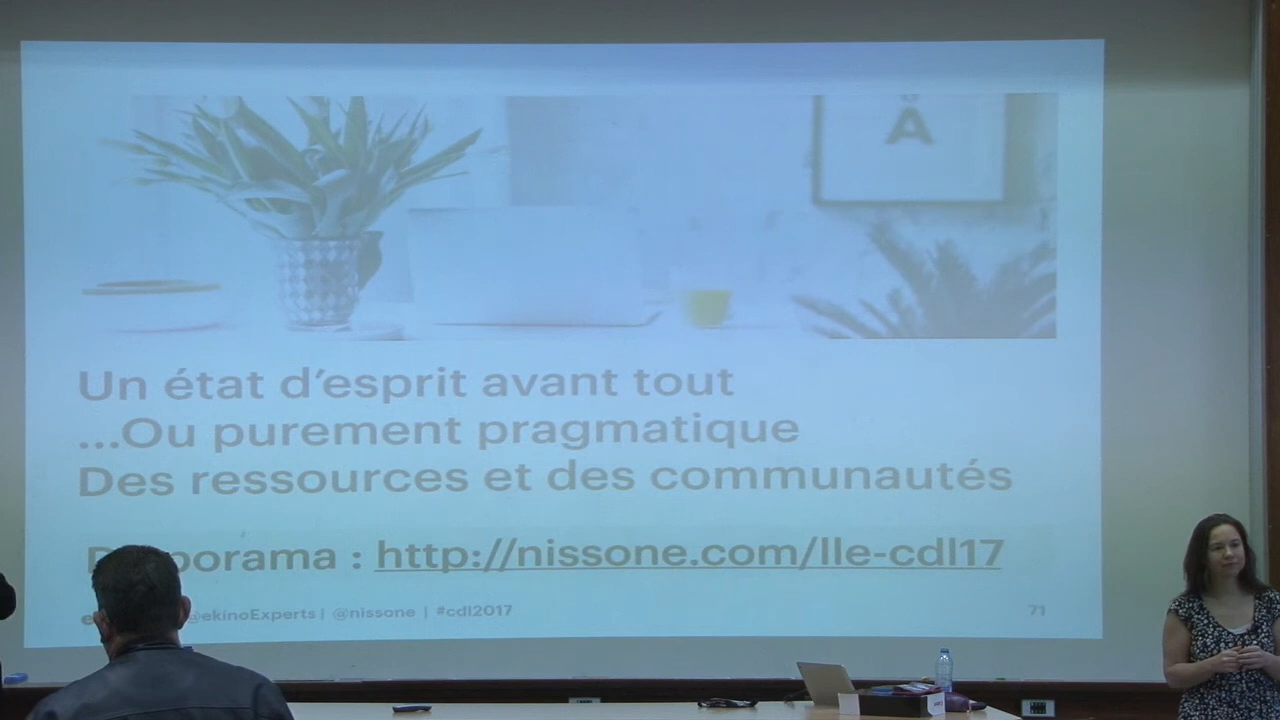 Å
Un état d'esprit avant tout
...Ou purement pragmatique
Des ressources et des communautés
: http://nissone.com/lle-cdl17
@ekinoExperts | @nissone | #cdl2017
71